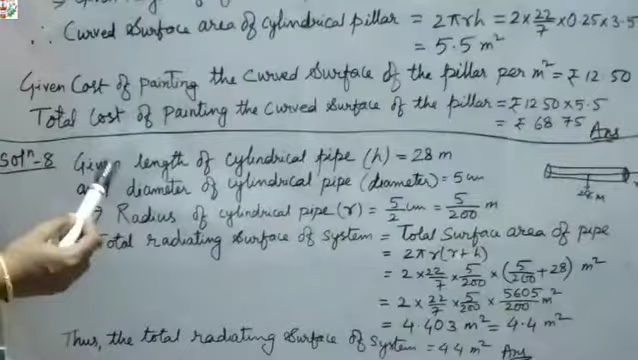 ∴ Curved Surface area of cylindrical pillar = 2πrh = 2×22/7×0.25×3.5
= 5.5 m²
Given Cost of painting the curved Surface of the pillar per m² = ₹ 12.50
Total Cost of Painting the curved surface of the pillar = ₹ 12.50 × 5.5
= ₹ 68.75 Ans
Solⁿ-8 Given length of cylindrical pipe (h) = 28 m
diameter of cylindrical pipe (diameter) = 5 cm
28 m
Radius of cylindrical pipe (r) = 5/2 cm = 5/200 m
Total radiating surface of system = Total Surface area of pipe
= 2πr(r+h)
= 2×22/7×5/200×(5/200+28) m²
= 2×22/7×5/200×5605/200 m²
= 4.403 m² = 4.4 m²
Thus, the total radiating Surface of System = 4.4 m² Ans